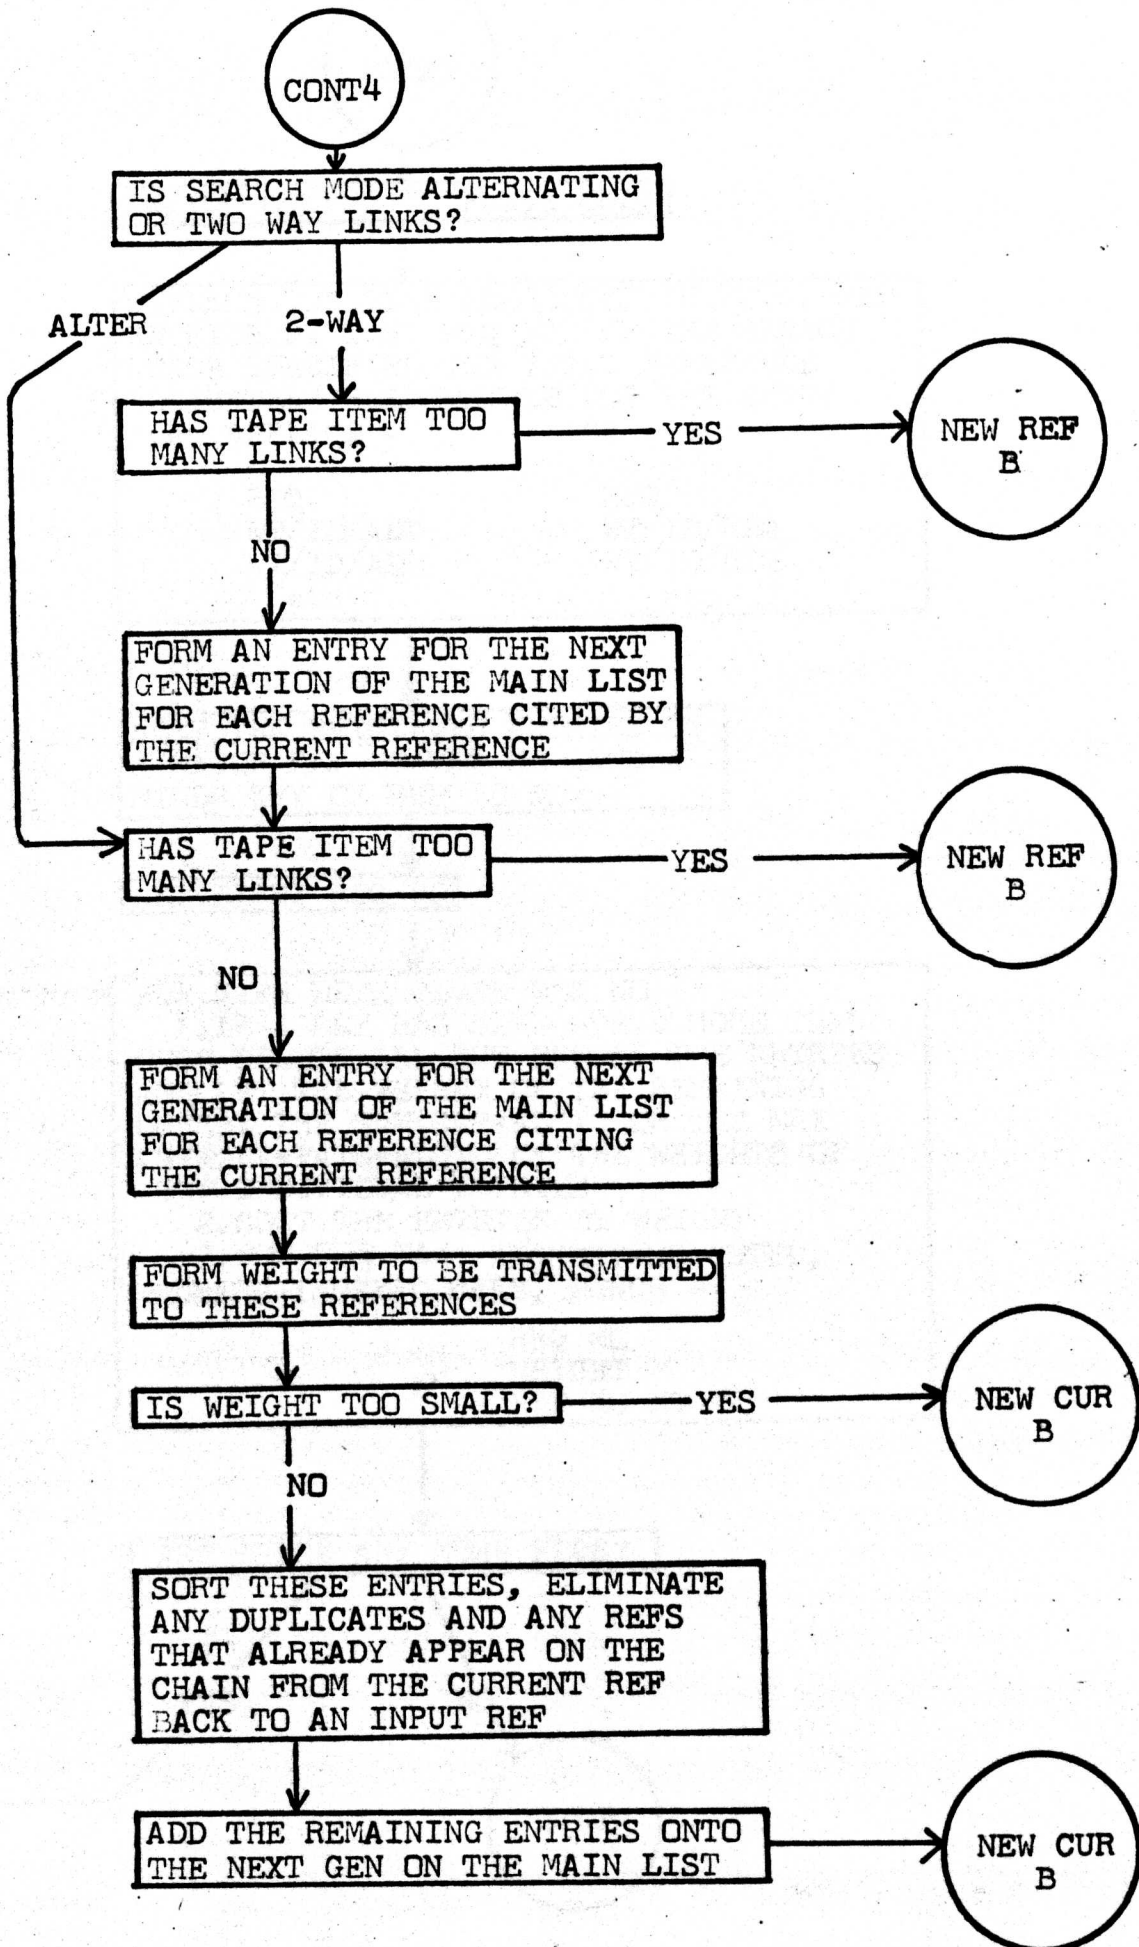 CONT4
IS SEARCH MODE ALTERNATING
OR TWO WAY LINKS?
ALTER
2-WAY
HAS TAPE ITEM TOO
MANY LINKS?
YES
NEW REF
B
NO
FORM AN ENTRY FOR THE NEXT
GENERATION OF THE MAIN LIST
FOR EACH REFERENCE CITED BY
THE CURRENT REFERENCE
HAS TAPE ITEM TOO
MANY LINKS?
YES
NEW REF
B
NO
FORM AN ENTRY FOR THE NEXT
GENERATION OF THE MAIN LIST
FOR EACH REFERENCE CITING
THE CURRENT REFERENCE
FORM WEIGHT TO BE TRANSMITTED
TO THESE REFERENCES
IS WEIGHT TOO SMALL?
YES
NEW CUR
B
NO
SORT THESE ENTRIES, ELIMINATE
ANY DUPLICATES AND ANY REFS
THAT ALREADY APPEAR ON THE
CHAIN FROM THE CURRENT REF
BACK TO AN INPUT REF
ADD THE REMAINING ENTRIES ONTO
THE NEXT GEN ON THE MAIN LIST
NEW CUR
B